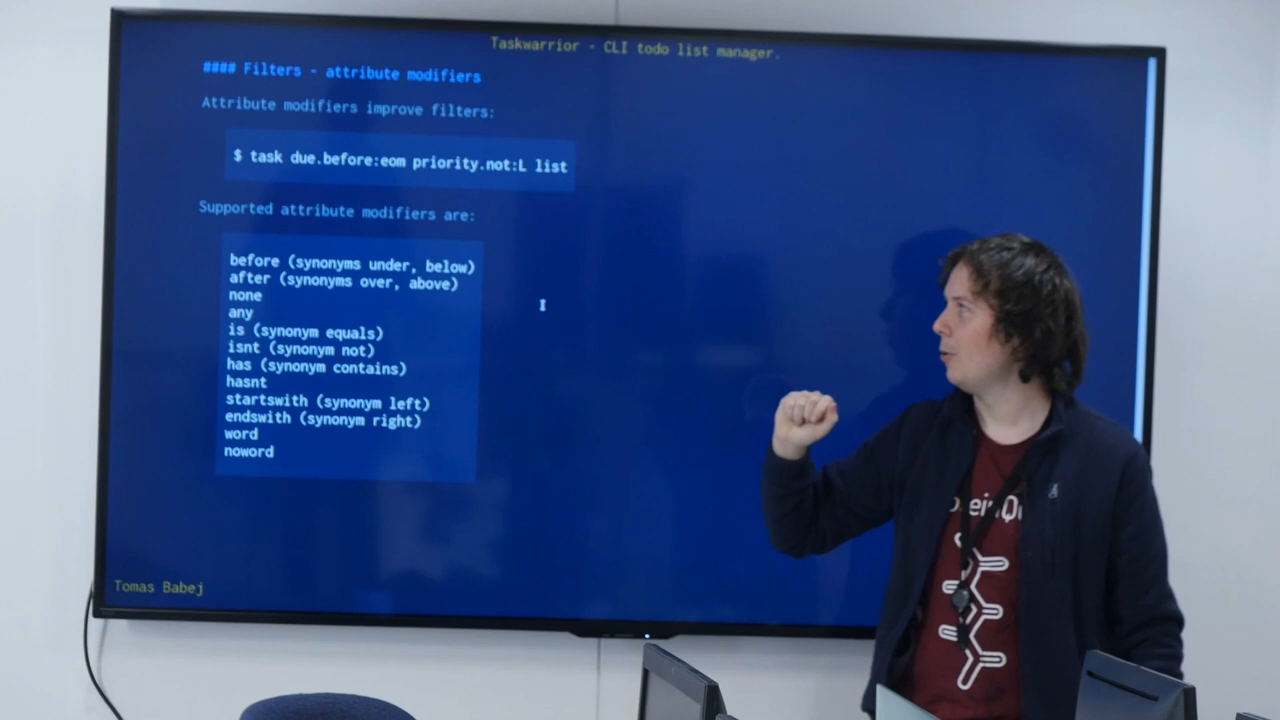 Taskwarrior - CLI todo list manager.
#### Filters - attribute modifiers
Attribute modifiers improve filters:
$ task due.before:eom priority.not:L list
Supported attribute modifiers are:
before (synonyms under, below)
after (synonyms over, above)
none
any
is (synonym equals)
isnt (synonym not)
has (synonym contains)
hasnt
startswith (synonym left)
endswith (synonym right)
word
noword
Tomas Babej